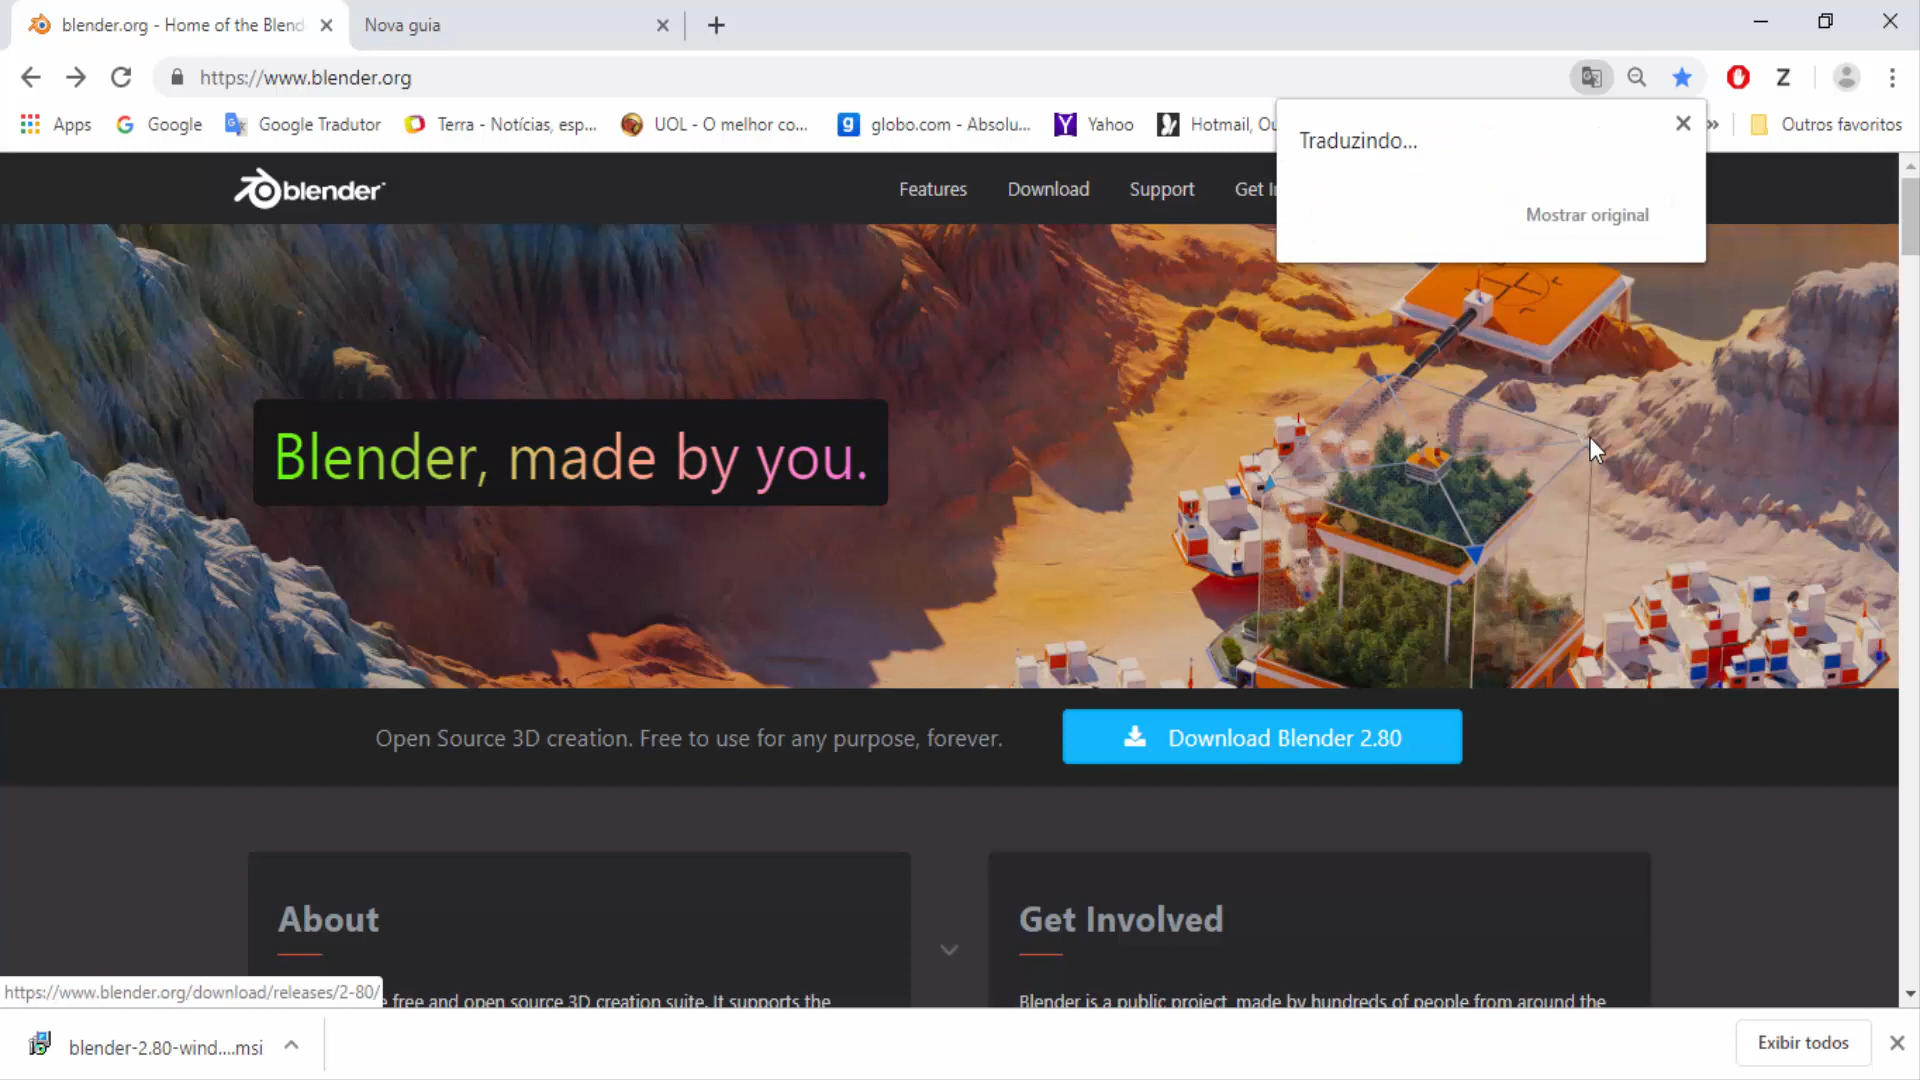 blender.org - Home of the Blend
Nova guia
https://www.blender.org
Z
Apps
Google
Google Tradutor
Terra - Notícias, esp...
UOL - O melhor co...
globo.com - Absolu...
Yahoo
Hotmail, Ou
Outros favoritos
Traduzindo...
Mostrar original
blender
Features
Download
Support
Get I
Blender, made by you.
Open Source 3D creation. Free to use for any purpose, forever.
Download Blender 2.80
About
Get Involved
https://www.blender.org/download/releases/2-80/
free and open source 3D creation suite. It supports the
Blender is a public project, made by hundreds of people from around the
blender-2.80-wind....msi
Exibir todos